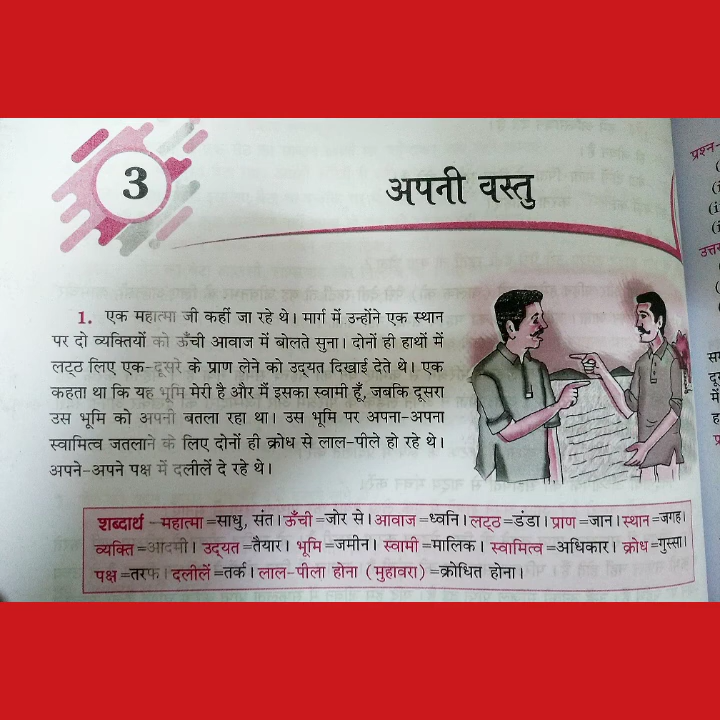 3
अपनी वस्तु
1. एक महात्मा जी कहीं जा रहे थे। मार्ग में उन्होंने एक स्थान
पर दो व्यक्तियों को ऊँची आवाज में बोलते सुना। दोनों ही हाथों में
लट्ठ लिए एक-दूसरे के प्राण लेने को उद्यत दिखाई देते थे। एक
कहता था कि यह भूमि मेरी है और मैं इसका स्वामी हूँ, जबकि दूसरा
उस भूमि को अपनी बतला रहा था। उस भूमि पर अपना-अपना
स्वामित्व जतलाने के लिए दोनों ही क्रोध से लाल-पीले हो रहे थे।
अपने-अपने पक्ष में दलीलें दे रहे थे।
शब्दार्थ -महात्मा =साधु, संत। ऊँची =जोर से। आवाज =ध्वनि। लट्ठ =डंडा। प्राण =जान। स्थान =जगह।
व्यक्ति =आदमी। उद्यत =तैयार। भूमि =जमीन। स्वामी =मालिक। स्वामित्व =अधिकार। क्रोध =गुस्सा।
पक्ष =तरफ। दलीलें =तर्क। लाल-पीला होना (मुहावरा) =क्रोधित होना।
प्रश्न-